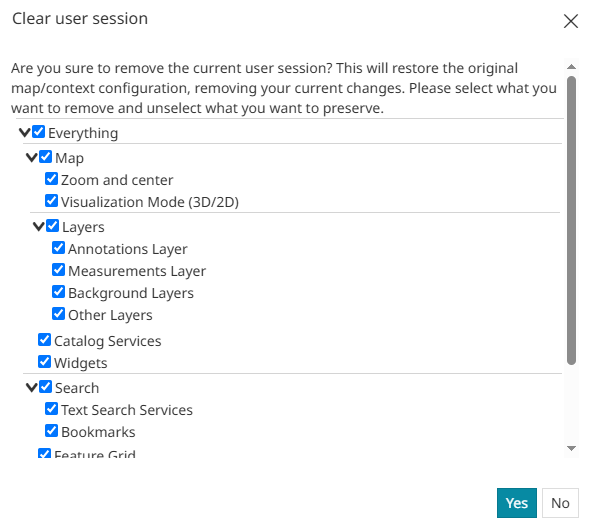 Clear user session
Are you sure to remove the current user session? This will restore the original
map/context configuration, removing your current changes. Please select what you
want to remove and unselect what you want to preserve.
Everything
Map
Zoom and center
Visualization Mode (3D/2D)
Layers
Annotations Layer
Measurements Layer
Background Layers
Other Layers
Catalog Services
Widgets
Search
Text Search Services
Bookmarks
Feature Grid
Yes
No